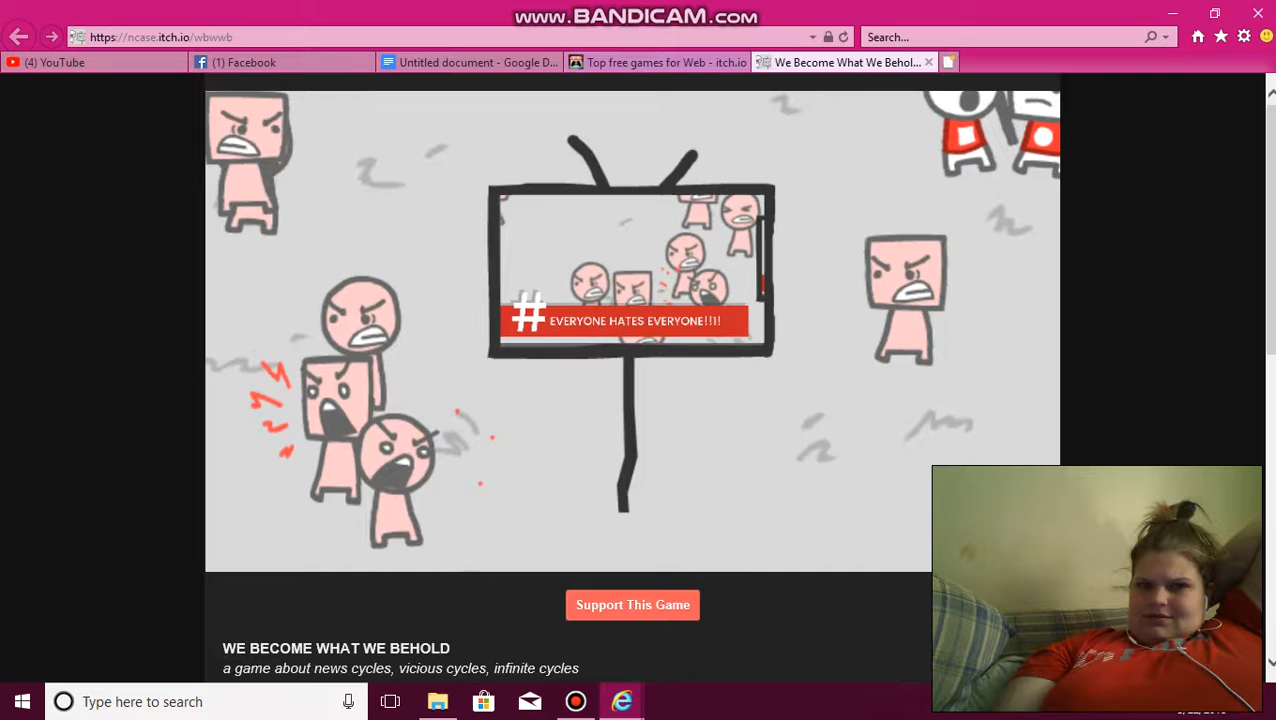 WWW.BANDICAM.COM
https://ncase.itch.io/wbwwb
Search...
(4) YouTube
(1) Facebook
Untitled document - Google D...
Top free games for Web - itch.io
We Become What We Behol...
# EVERYONE HATES EVERYONE!!1!
Support This Game
WE BECOME WHAT WE BEHOLD
a game about news cycles, vicious cycles, infinite cycles
Type here to search